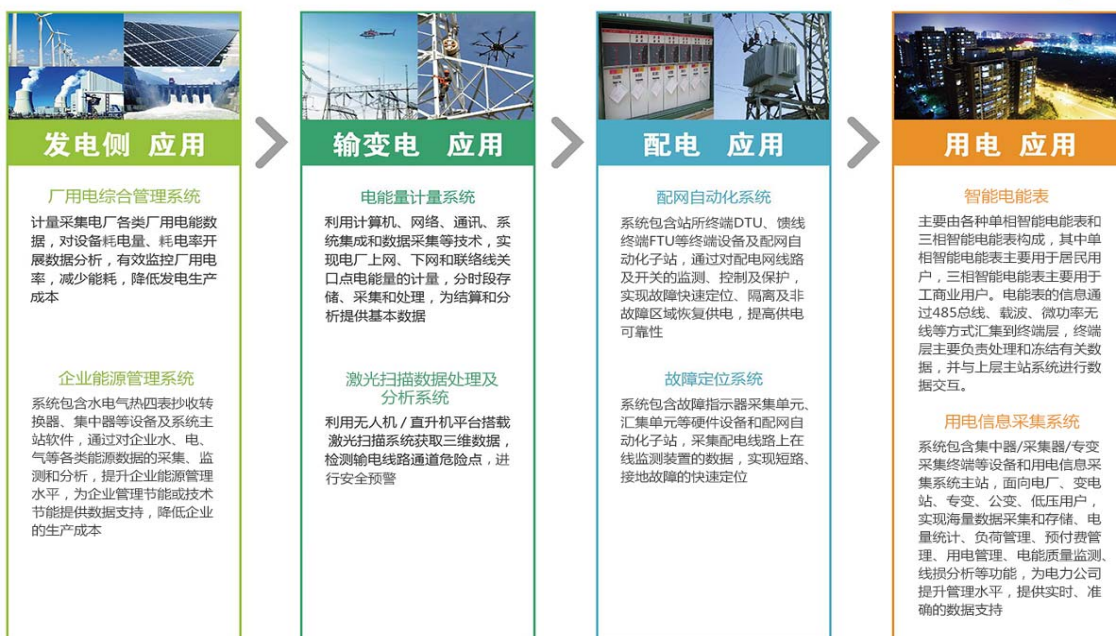 发电侧 应用
厂用电综合管理系统
计量采集电厂各类厂用电能数
据，对设备耗电量、耗电率开
展数据分析，有效监控厂用电
率，减少能耗，降低发电生产
成本
企业能源管理系统
系统包含水电气热四表抄收转
换器、集中器等设备及系统主
站软件，通过对企业水、电、
气等各类能源数据的采集、监
测和分析，提升企业能源管理
水平，为企业管理节能或技术
节能提供数据支持，降低企业
的生产成本
输变电 应用
电能量计量系统
利用计算机、网络、通讯、系
统集成和数据采集等技术，实
现电厂上网、下网和联络线关
口点电能量的计量，分时段存
储、采集和处理，为结算和分
析提供基本数据
激光扫描数据处理及
分析系统
利用无人机/直升机平台搭载
激光扫描系统获取三维数据，
检测输电线路通道危险点，进
行安全预警
配电 应用
配网自动化系统
系统包含站所终端DTU、馈线
终端FTU等终端设备及配网自
动化子站，通过对配电网线路
及开关的监测、控制及保护，
实现故障快速定位、隔离及非
故障区域恢复供电，提高供电
可靠性
故障定位系统
系统包含故障指示器采集单元、
汇集单元等硬件设备和配网自
动化子站，采集配电线路上在
线监测装置的数据，实现短路、
接地故障的快速定位
用电 应用
智能电能表
主要由各种单相智能电能表和
三相智能电能表构成，其中单
相智能电能表主要用于居民用
户，三相智能电能表主要用于
工商业用户。电能表的信息通
过485总线、载波、微功率无
线等方式汇集到终端层，终端
层主要负责处理和冻结有关数
据，并与上层主站系统进行数
据交互。
用电信息采集系统
系统包含集中器/采集器/专变
采集终端等设备和用电信息采
集系统主站，面向电厂、变电
站、专变、公变、低压用户，
实现海量数据采集和存储、电
量统计、负荷管理、预付费管
理、用电管理、电能质量监测、
线损分析等功能，为电力公司
提升管理水平，提供实时、准
确的数据支持